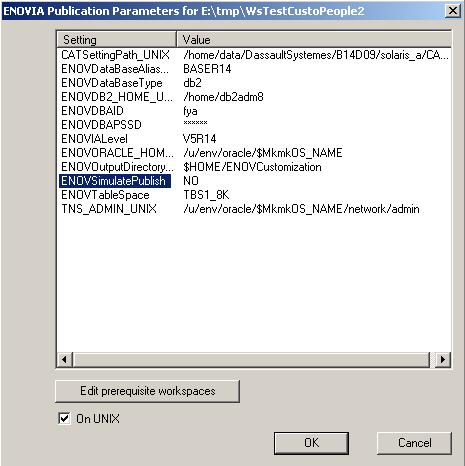 ENOVIA Publication Parameters for E:\tmp\WsTestCustoPeople2
Setting Value
CATSettingPath_UNIX /home/data/DassaultSystemes/B14D09/solaris_a/CA...
ENOVDataBaseAlias... BASER14
ENOVDataBaseType db2
ENOVDB2_HOME_U... /home/db2adm8
ENOVDBAID fya
ENOVDBAPSSD ******
ENOVIALevel V5R14
ENOVORACLE_HOM... /u/env/oracle/$MkmkOS_NAME
ENOVOutputDirectory... $HOME/ENOVCustomization
ENOVSimulatePublish NO
ENOVTableSpace TBS1_8K
TNS_ADMIN_UNIX /u/env/oracle/$MkmkOS_NAME/network/admin
Edit prerequisite workspaces
On UNIX
OK Cancel